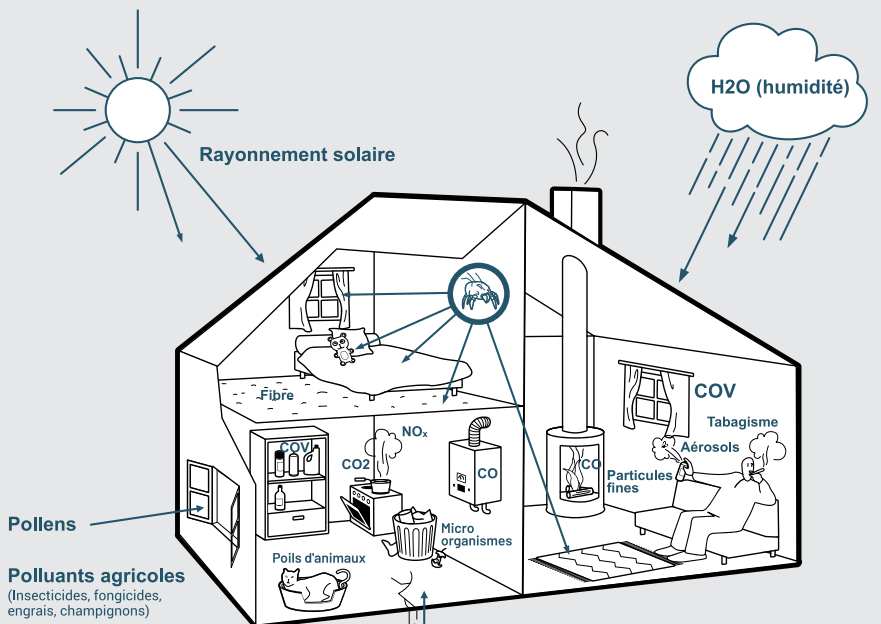 H2O (humidité)
Rayonnement solaire
Fibre
COV
NOx
CO2
CO
COV
Tabagisme
Aérosols
CO
Particules
fines
Micro
organismes
Poils d'animaux
Pollens
Polluants agricoles
(Insecticides, fongicides,
engrais, champignons)